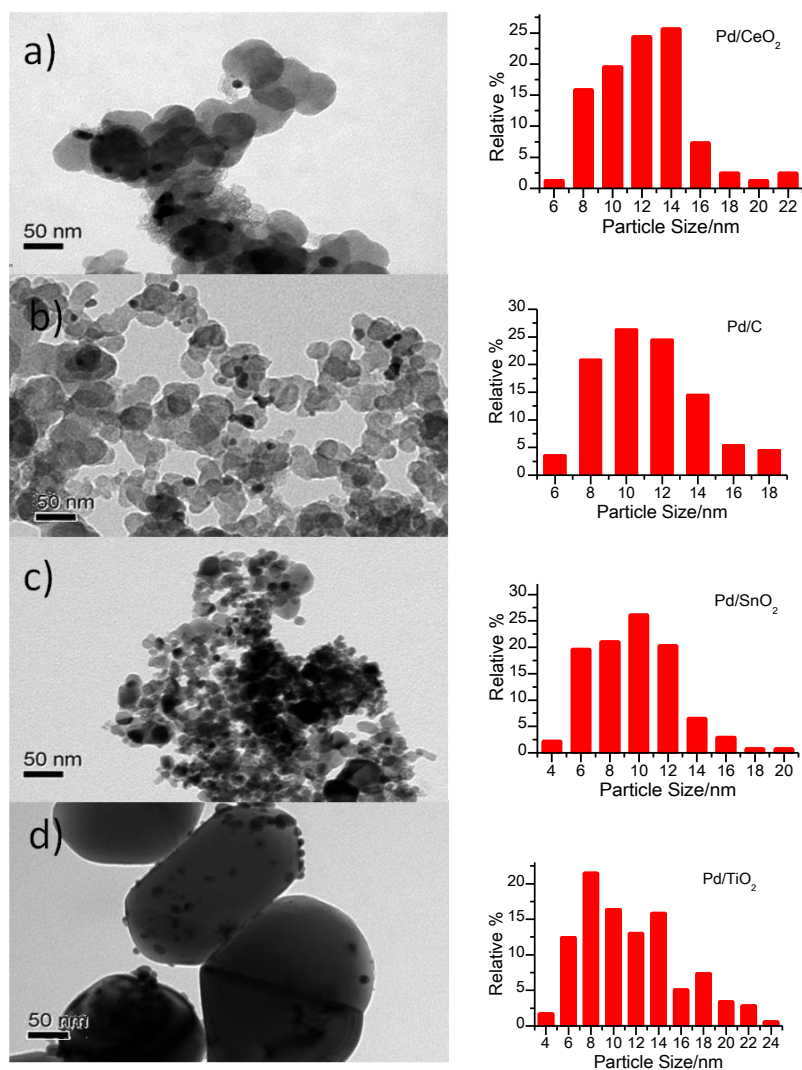 a)
50 nm
Pd/CeO2
Relative %
25
20
15
10
5
6 8 10 12 14 16 18 20 22
Particle Size/nm
b)
50 nm
Pd/C
Relative %
30
25
20
15
10
5
6 8 10 12 14 16 18
Particle Size/nm
c)
50 nm
Pd/SnO2
Relative %
25
20
15
10
5
0
4 6 8 10 12 14 16 18 20
Particle Size/nm
d)
50 nm
Pd/TiO2
Relative %
20
15
10
5
0
4 6 8 10 12 14 16 18 20 22 24
Particle Size/nm